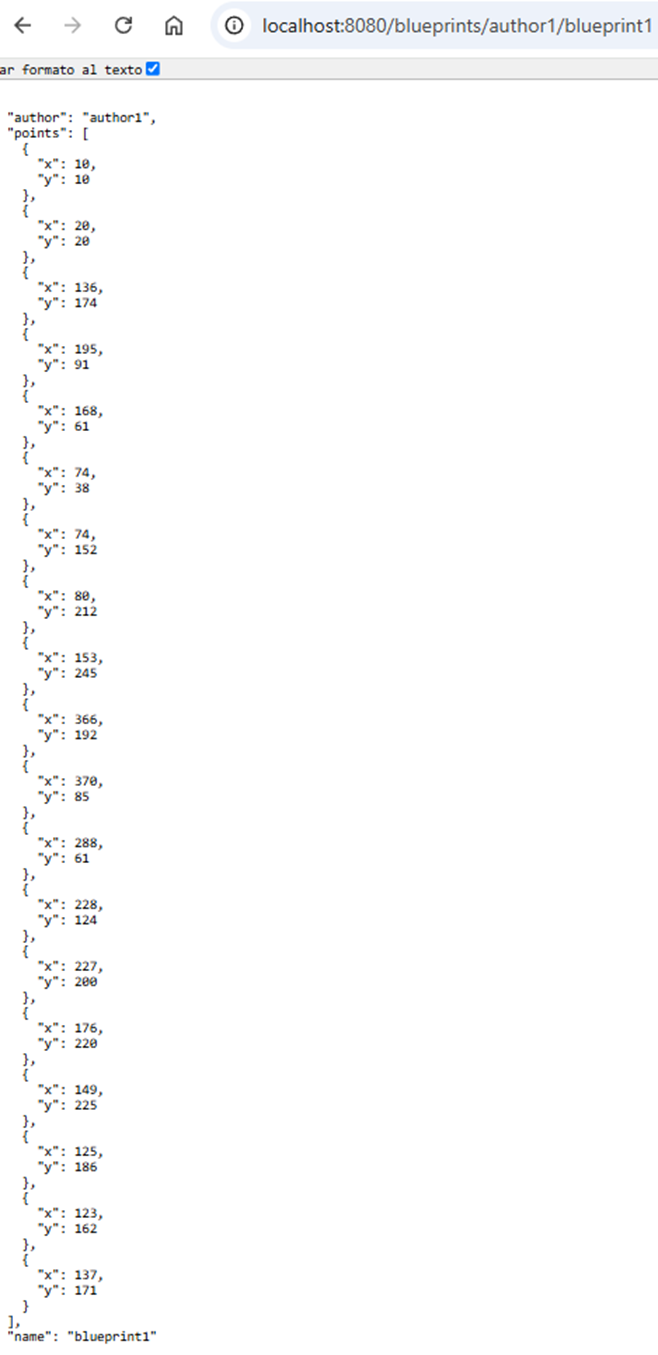 localhost:8080/blueprints/author1/blueprint1
ar formato al texto
"author": "author1",
"points": [
{
"x": 10,
"y": 10
},
{
"x": 20,
"y": 20
},
{
"x": 136,
"y": 174
},
{
"x": 195,
"y": 91
},
{
"x": 168,
"y": 61
},
{
"x": 74,
"y": 38
},
{
"x": 74,
"y": 152
},
{
"x": 80,
"y": 212
},
{
"x": 153,
"y": 245
},
{
"x": 366,
"y": 192
},
{
"x": 370,
"y": 85
},
{
"x": 288,
"y": 61
},
{
"x": 228,
"y": 124
},
{
"x": 227,
"y": 200
},
{
"x": 176,
"y": 220
},
{
"x": 149,
"y": 225
},
{
"x": 125,
"y": 186
},
{
"x": 123,
"y": 162
},
{
"x": 137,
"y": 171
}
],
"name": "blueprint1"